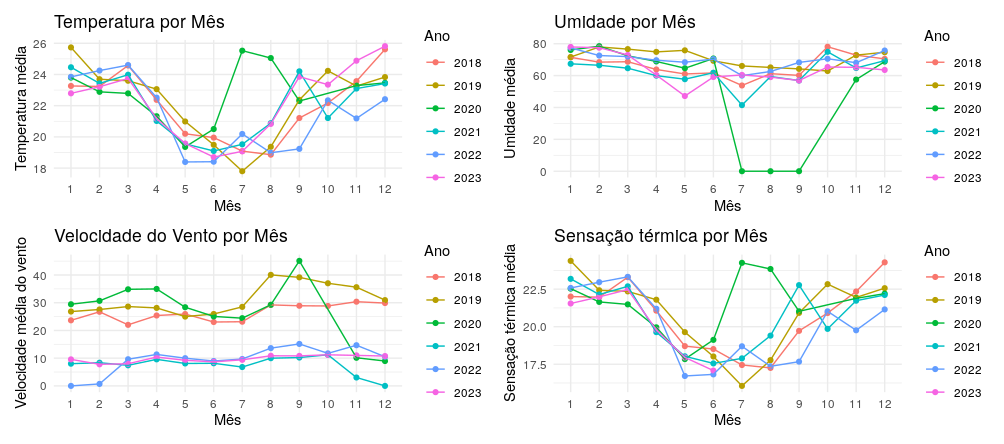 Temperatura por Mês
Temperatura média
26
24
22
20
18
1 2 3 4 5 6 7 8 9 10 11 12
Mês
Ano
2018
2019
2020
2021
2022
2023
Umidade por Mês
Umidade média
80
60
40
20
0
1 2 3 4 5 6 7 8 9 10 11 12
Mês
Ano
2018
2019
2020
2021
2022
2023
Velocidade do Vento por Mês
Velocidade média do vento
40
30
20
10
0
1 2 3 4 5 6 7 8 9 10 11 12
Mês
Ano
2018
2019
2020
2021
2022
2023
Sensação térmica por Mês
Sensação térmica média
22.5
20.0
17.5
1 2 3 4 5 6 7 8 9 10 11 12
Mês
Ano
2018
2019
2020
2021
2022
2023